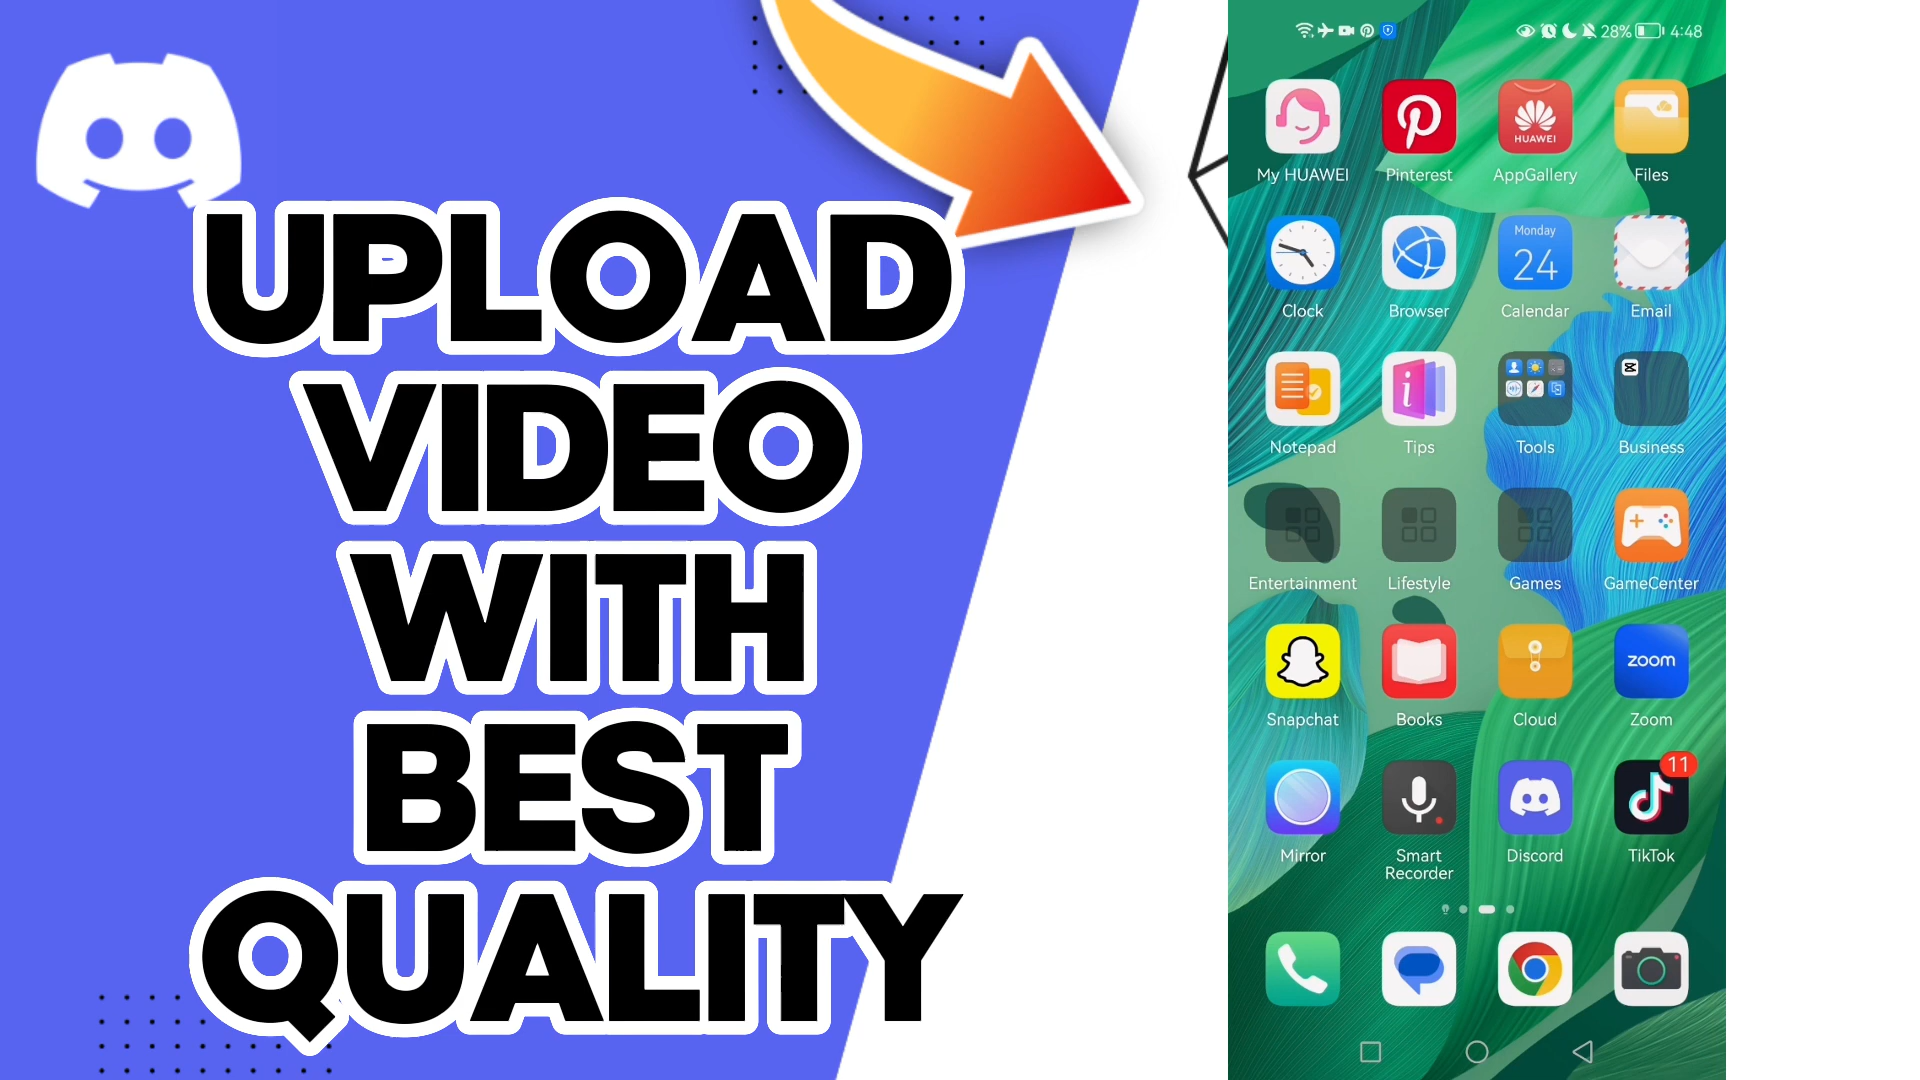 UPLOAD
VIDEO
WITH
BEST
QUALITY
28% 4:48
HUAWEI
My HUAWEI Pinterest AppGallery Files
Monday
24
Clock Browser Calendar Email
Notepad Tips Tools Business
Entertainment Lifestyle Games GameCenter
zoom
Snapchat Books Cloud Zoom
11
Mirror Smart Recorder Discord TikTok